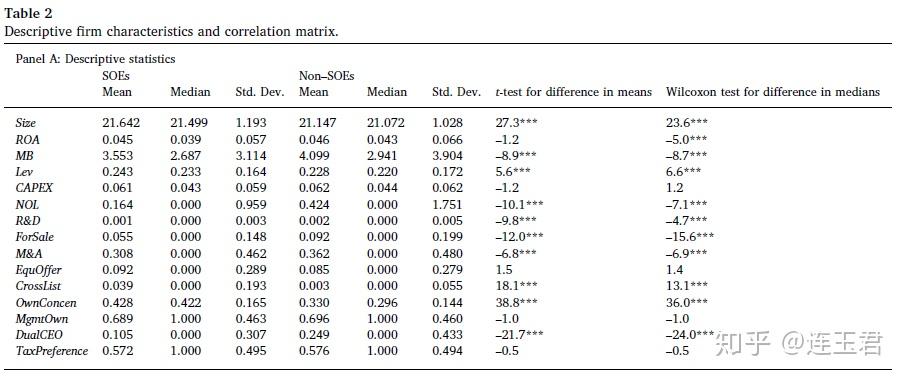 Table 2
Descriptive firm characteristics and correlation matrix.
Panel A: Descriptive statistics
SOEs Non–SOEs
Mean Median Std. Dev. Mean Median Std. Dev. t-test for difference in means Wilcoxon test for difference in medians
Size 21.642 21.499 1.193 21.147 21.072 1.028 27.3*** 23.6***
ROA 0.045 0.039 0.057 0.046 0.043 0.066 –1.2 –5.0***
MB 3.553 2.687 3.114 4.099 2.941 3.904 –8.9*** –8.7***
Lev 0.243 0.233 0.164 0.228 0.220 0.172 5.6*** 6.6***
CAPEX 0.061 0.043 0.059 0.062 0.044 0.062 –1.2 1.2
NOL 0.164 0.000 0.959 0.424 0.000 1.751 –10.1*** –7.1***
R&D 0.001 0.000 0.003 0.002 0.000 0.005 –9.8*** –4.7***
ForSale 0.055 0.000 0.148 0.092 0.000 0.199 –12.0*** –15.6***
M&A 0.308 0.000 0.462 0.362 0.000 0.480 –6.8*** –6.9***
EquOffer 0.092 0.000 0.289 0.085 0.000 0.279 1.5 1.4
CrossList 0.039 0.000 0.193 0.003 0.000 0.055 18.1*** 13.1***
OwnConcen 0.428 0.422 0.165 0.330 0.296 0.144 38.8*** 36.0***
MgmtOwn 0.689 1.000 0.463 0.696 1.000 0.460 –1.0 –1.0
DualCEO 0.105 0.000 0.307 0.249 0.000 0.433 –21.7*** –24.0***
TaxPreference 0.572 1.000 0.495 0.576 1.000 0.494 –0.5 –0.5
知乎 @连玉君